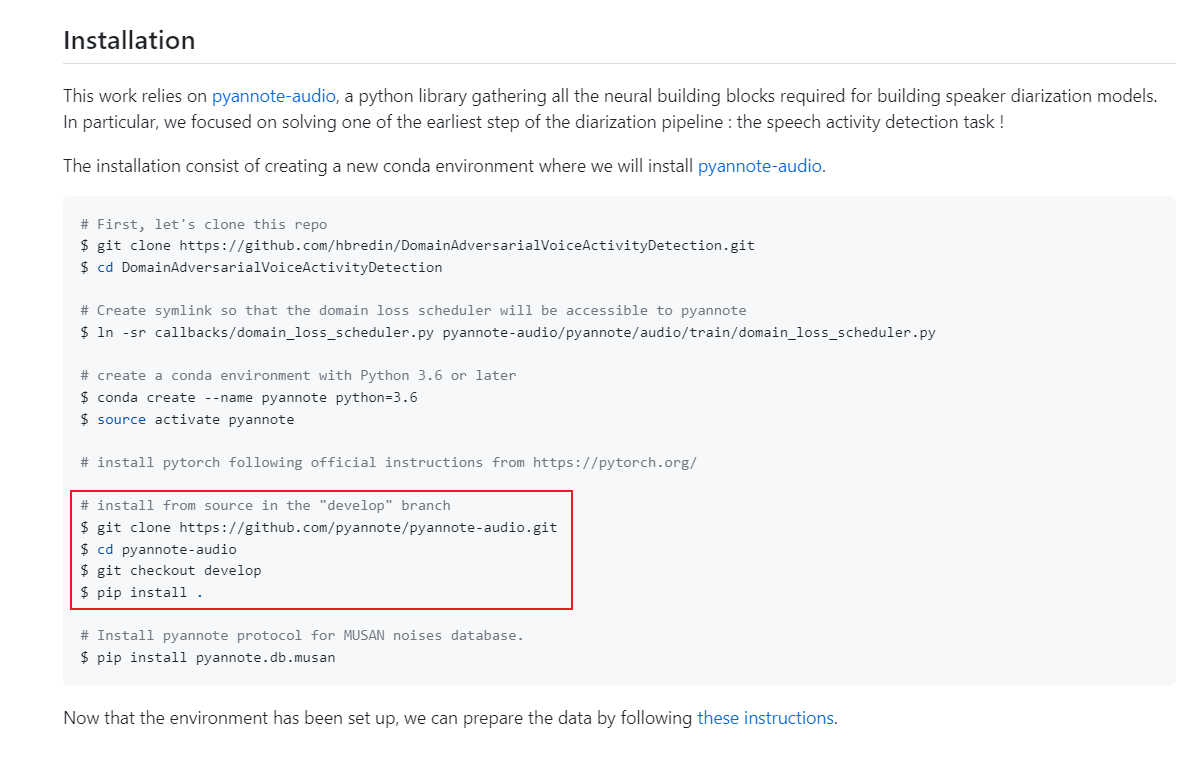 Installation
This work relies on pyannote-audio, a python library gathering all the neural building blocks required for building speaker diarization models.
In particular, we focused on solving one of the earliest step of the diarization pipeline : the speech activity detection task !
The installation consist of creating a new conda environment where we will install pyannote-audio.
# First, let's clone this repo
$ git clone https://github.com/hbredin/DomainAdversarialVoiceActivityDetection.git
$ cd DomainAdversarialVoiceActivityDetection
# Create symlink so that the domain loss scheduler will be accessible to pyannote
$ ln -sr callbacks/domain_loss_scheduler.py pyannote-audio/pyannote/audio/train/domain_loss_scheduler.py
# create a conda environment with Python 3.6 or later
$ conda create --name pyannote python=3.6
$ source activate pyannote
# install pytorch following official instructions from https://pytorch.org/
# install from source in the "develop" branch
$ git clone https://github.com/pyannote/pyannote-audio.git
$ cd pyannote-audio
$ git checkout develop
$ pip install .
# Install pyannote protocol for MUSAN noises database.
$ pip install pyannote.db.musan
Now that the environment has been set up, we can prepare the data by following these instructions.